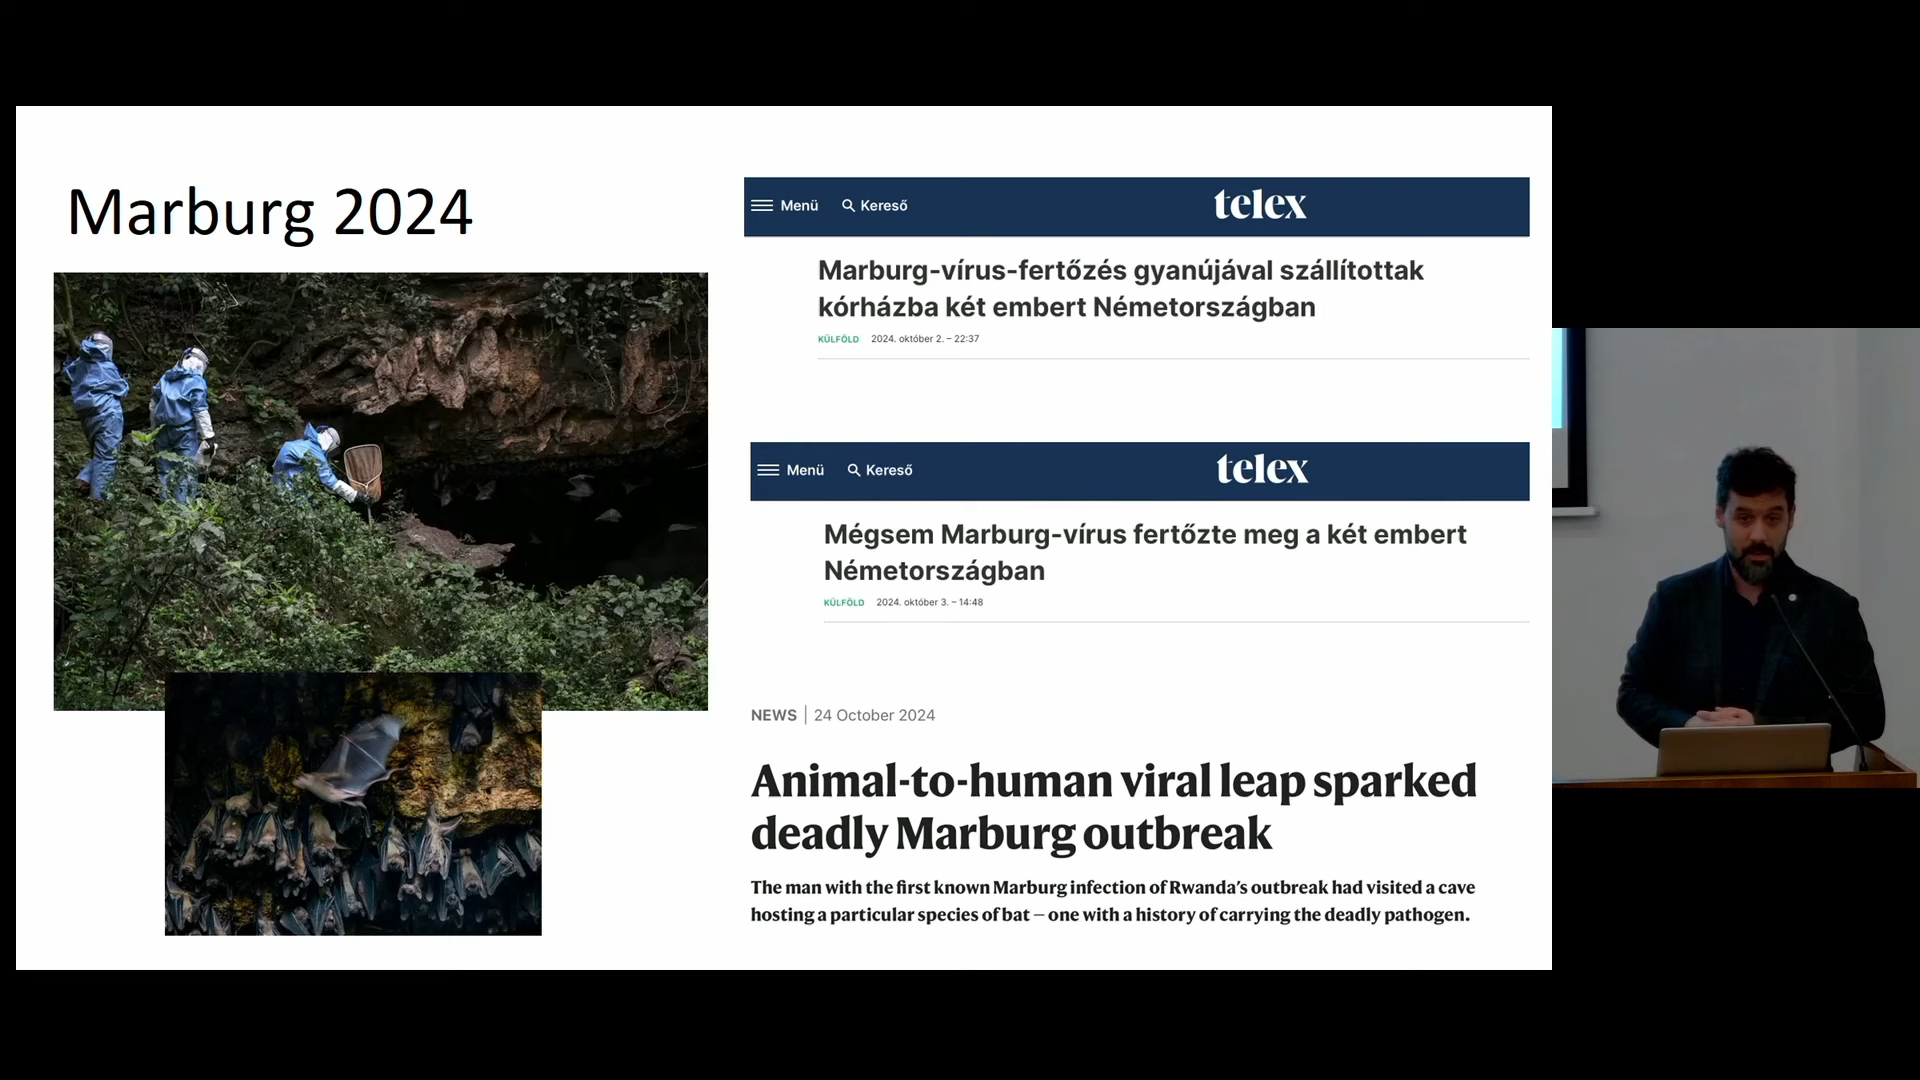 Marburg 2024
Menü
Kereső
telex
Marburg-vírus-fertőzés gyanújával szállítottak
kórházba két embert Németországban
KÜLFÖLD 2024. október 2. – 22:37
Menü
Kereső
telex
Mégsem Marburg-vírus fertőzte meg a két embert
Németországban
KÜLFÖLD 2024. október 3. – 14:48
NEWS | 24 October 2024
Animal-to-human viral leap sparked
deadly Marburg outbreak
The man with the first known Marburg infection of Rwanda’s outbreak had visited a cave
hosting a particular species of bat — one with a history of carrying the deadly pathogen.